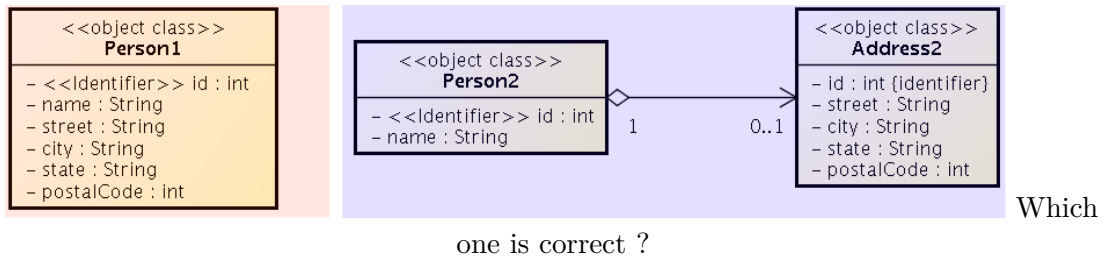 <<object class>>
Person1
– <<Identifier>> id : int
– name : String
– street : String
– city : String
– state : String
– postalCode : int
<<object class>>
Person2
– <<Identifier>> id : int
– name : String
1
0..1
<<object class>>
Address2
– id : int {identifier}
– street : String
– city : String
– state : String
– postalCode : int
Which
one is correct ?